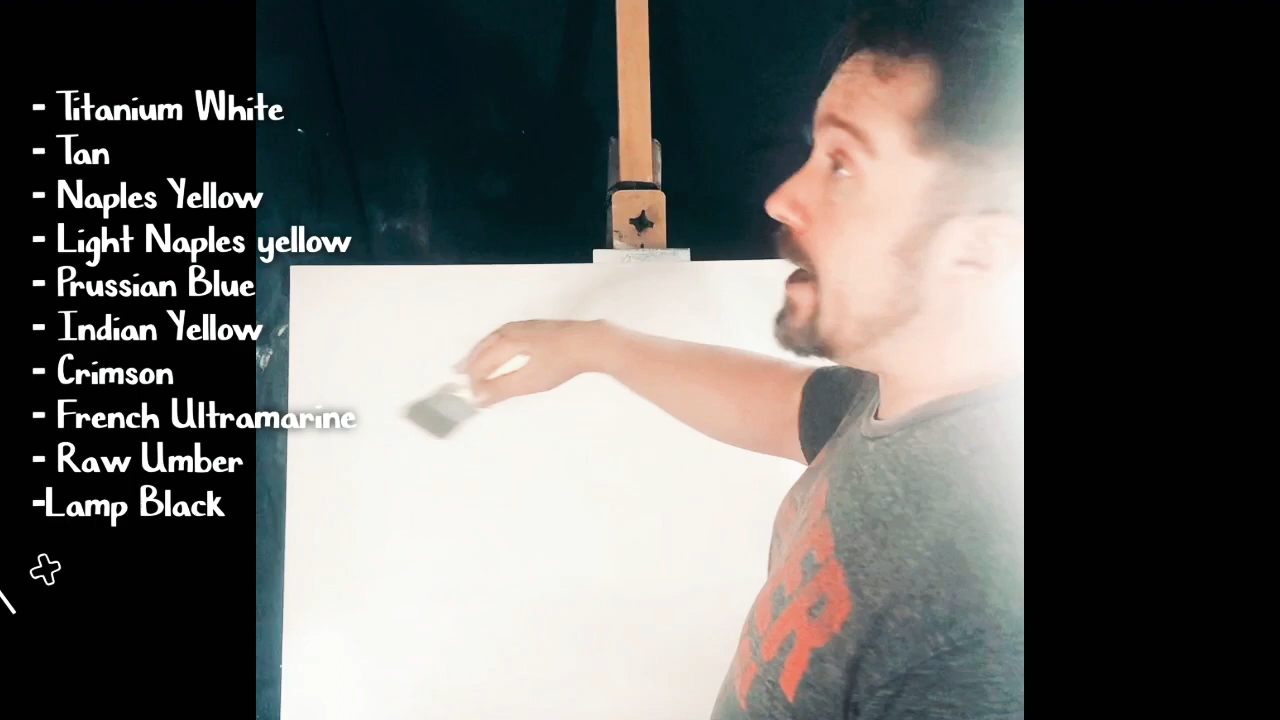 - Titanium White
- Tan
- Naples Yellow
- Light Naples yellow
- Prussian Blue
- Indian Yellow
- Crimson
- French Ultramarine
- Raw Umber
-Lamp Black